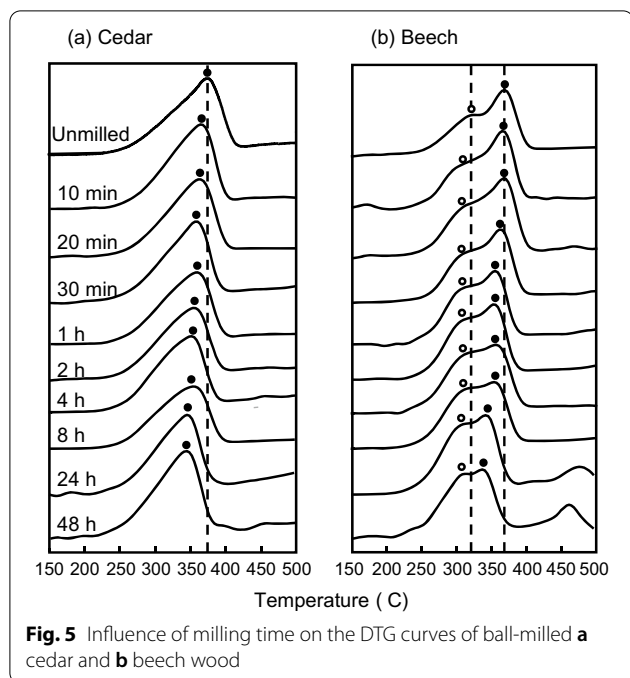 (a) Cedar
(b) Beech
Unmilled
10 min
20 min
30 min
1 h
2 h
4 h
8 h
24 h
48 h
150 200 250 300 350 400 450 500
150 200 250 300 350 400 450 500
Temperature ( C)
Fig. 5 Influence of milling time on the DTG curves of ball-milled a
cedar and b beech wood